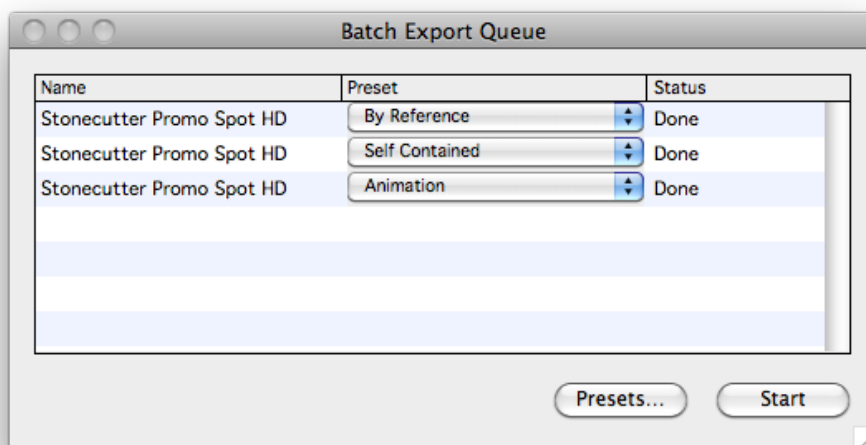 Batch Export Queue
Name Preset Status
Stonecutter Promo Spot HD By Reference Done
Stonecutter Promo Spot HD Self Contained Done
Stonecutter Promo Spot HD Animation Done
Presets... Start